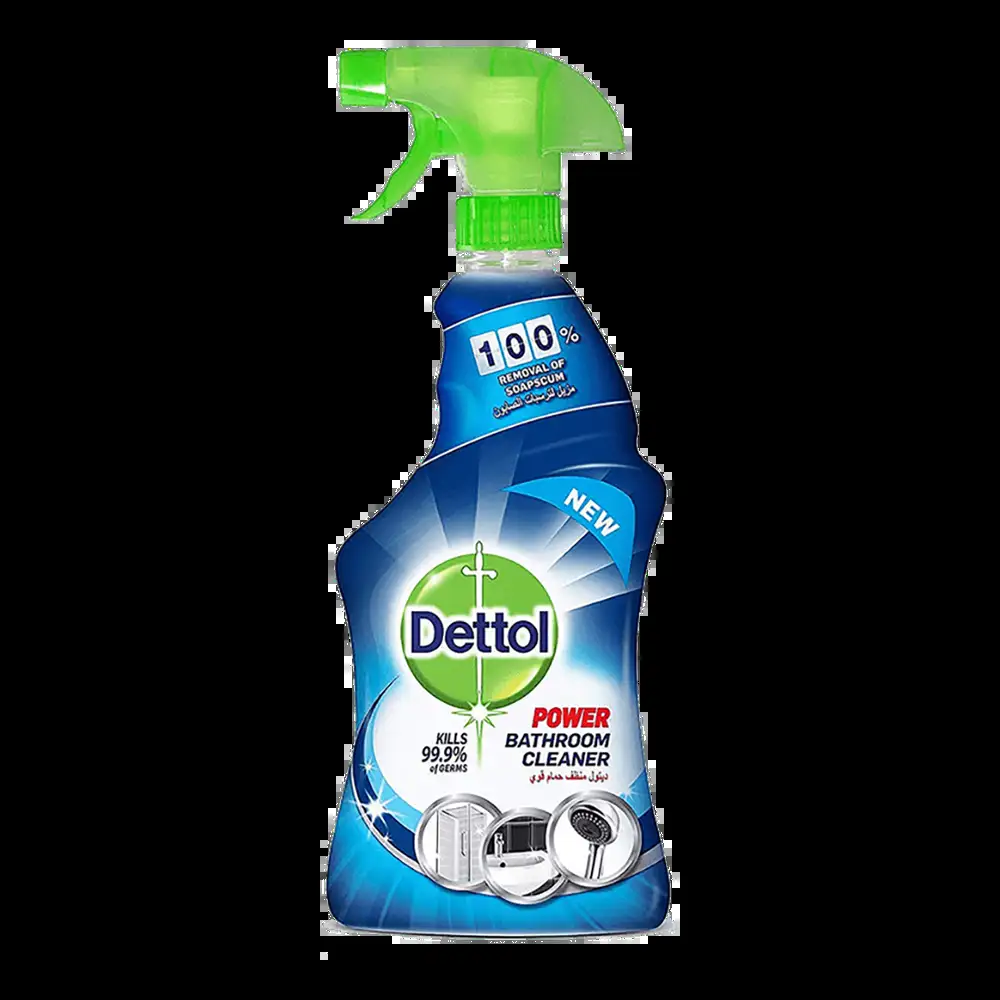 100%
REMOVAL OF
SOAPSCUM
مزيل لترسبات الصابون
NEW
Dettol
KILLS
99.9%
of GERMS
POWER
BATHROOM
CLEANER
ديتول منظف حمام قوي